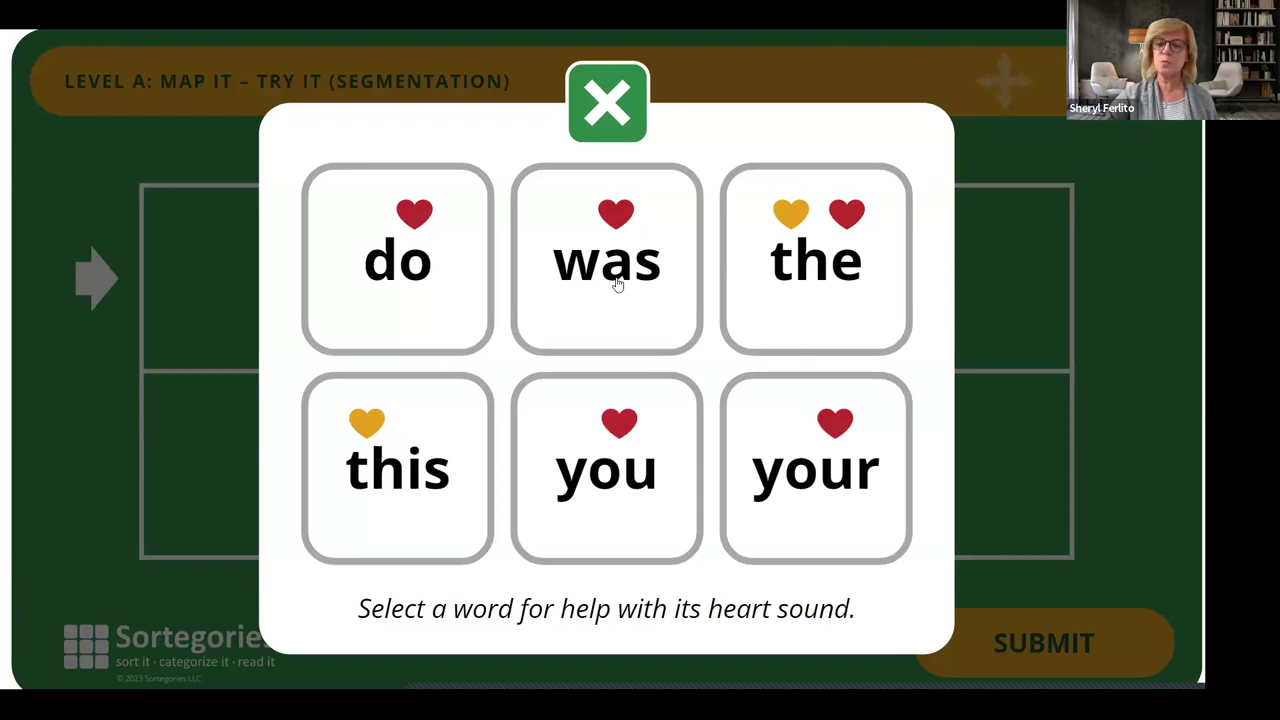 LEVEL A: MAP IT – TRY IT (SEGMENTATION)
Sheryl Ferlito
do was the
this you your
Select a word for help with its heart sound.
Sortegories
sort it · categorize it · read it
© 2023 Sortegories LLC
SUBMIT